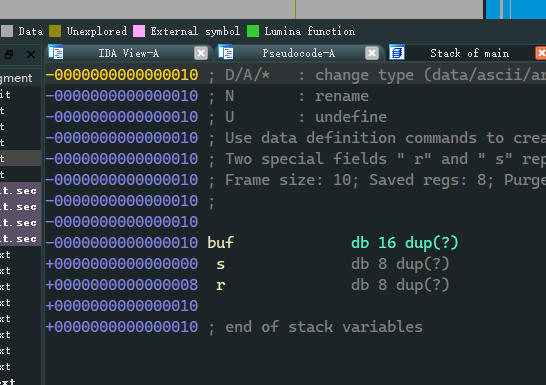 Data Unexplored External symbol Lumina function
IDA View-A Pseudocode-A Stack of main
gment
it
t
t
t
t
t
t.sec
t.sec
t.sec
t.sec
xt
xt
xt
xt
xt
xt
xt
ext
-0000000000000010 ; D/A/* : change type (data/ascii/ar
-0000000000000010 ; N : rename
-0000000000000010 ; U : undefine
-0000000000000010 ; Use data definition commands to crea
-0000000000000010 ; Two special fields " r" and " s" rep
-0000000000000010 ; Frame size: 10; Saved regs: 8; Purge
-0000000000000010 ;
-0000000000000010
-0000000000000010 buf db 16 dup(?)
+0000000000000000 s db 8 dup(?)
+0000000000000008 r db 8 dup(?)
+0000000000000010
+0000000000000010 ; end of stack variables